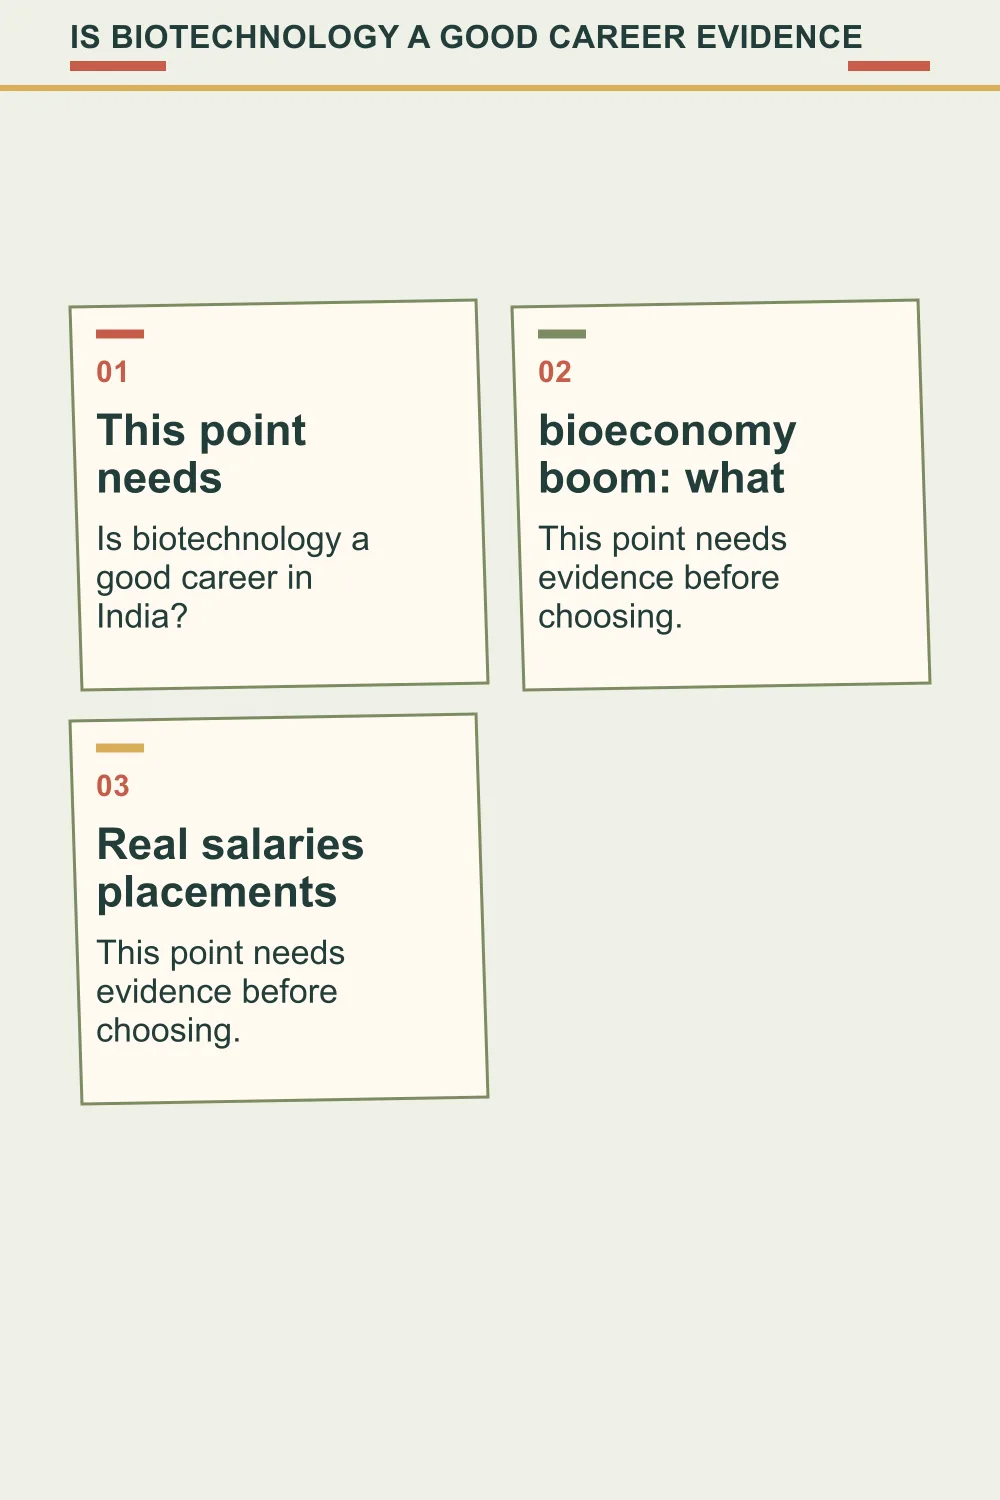 IS BIOTECHNOLOGY A GOOD CAREER EVIDENCE
01
This point
needs
Is biotechnology a
good career in
India?
02
bioeconomy
boom: what
This point needs
evidence before
choosing.
03
Real salaries
placements
This point needs
evidence before
choosing.